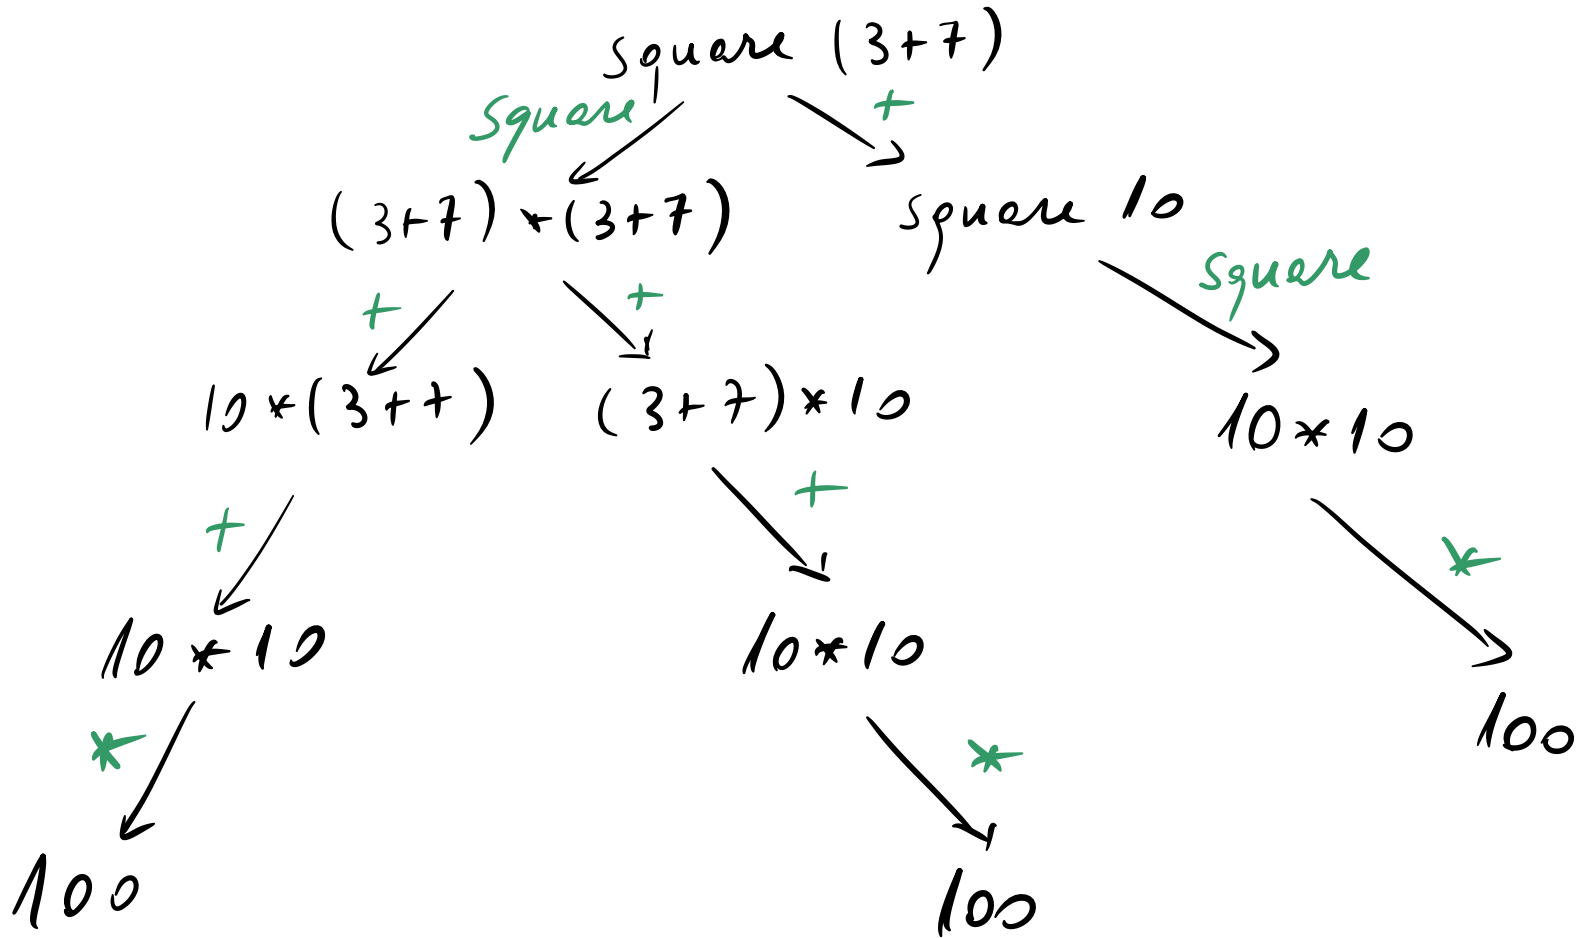 square (3+7)
square
+
(3+7) * (3+7)
square 10
+
+
square
10 * (3+7)
(3+7) * 10
10 * 10
+
+
*
10 * 10
10 * 10
100
*
*
100
100